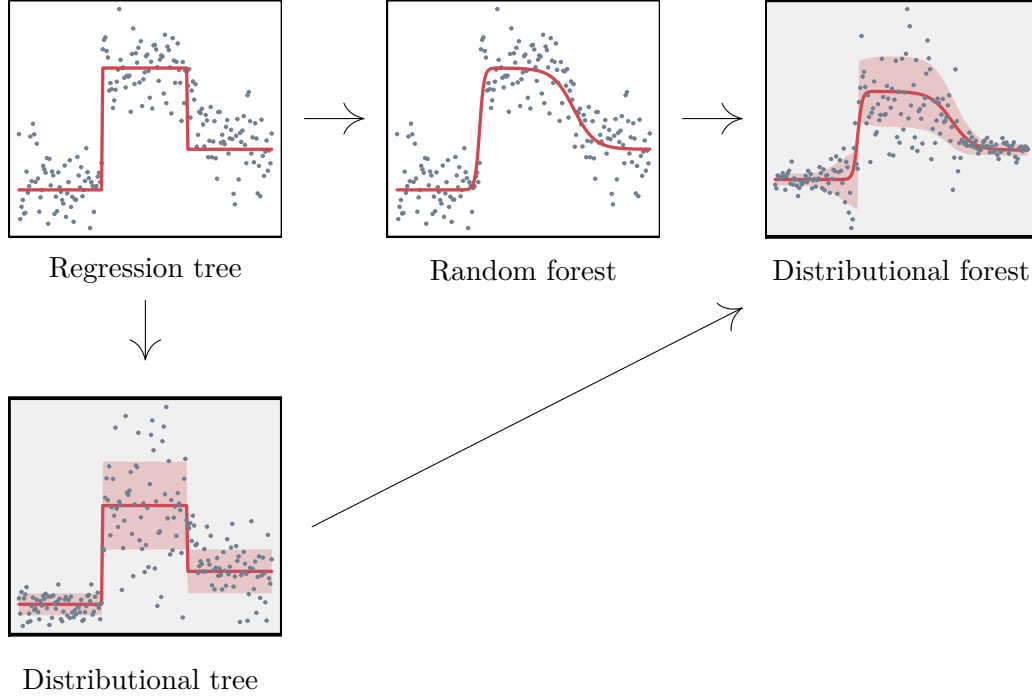 Regression tree
Random forest
Distributional forest
Distributional tree